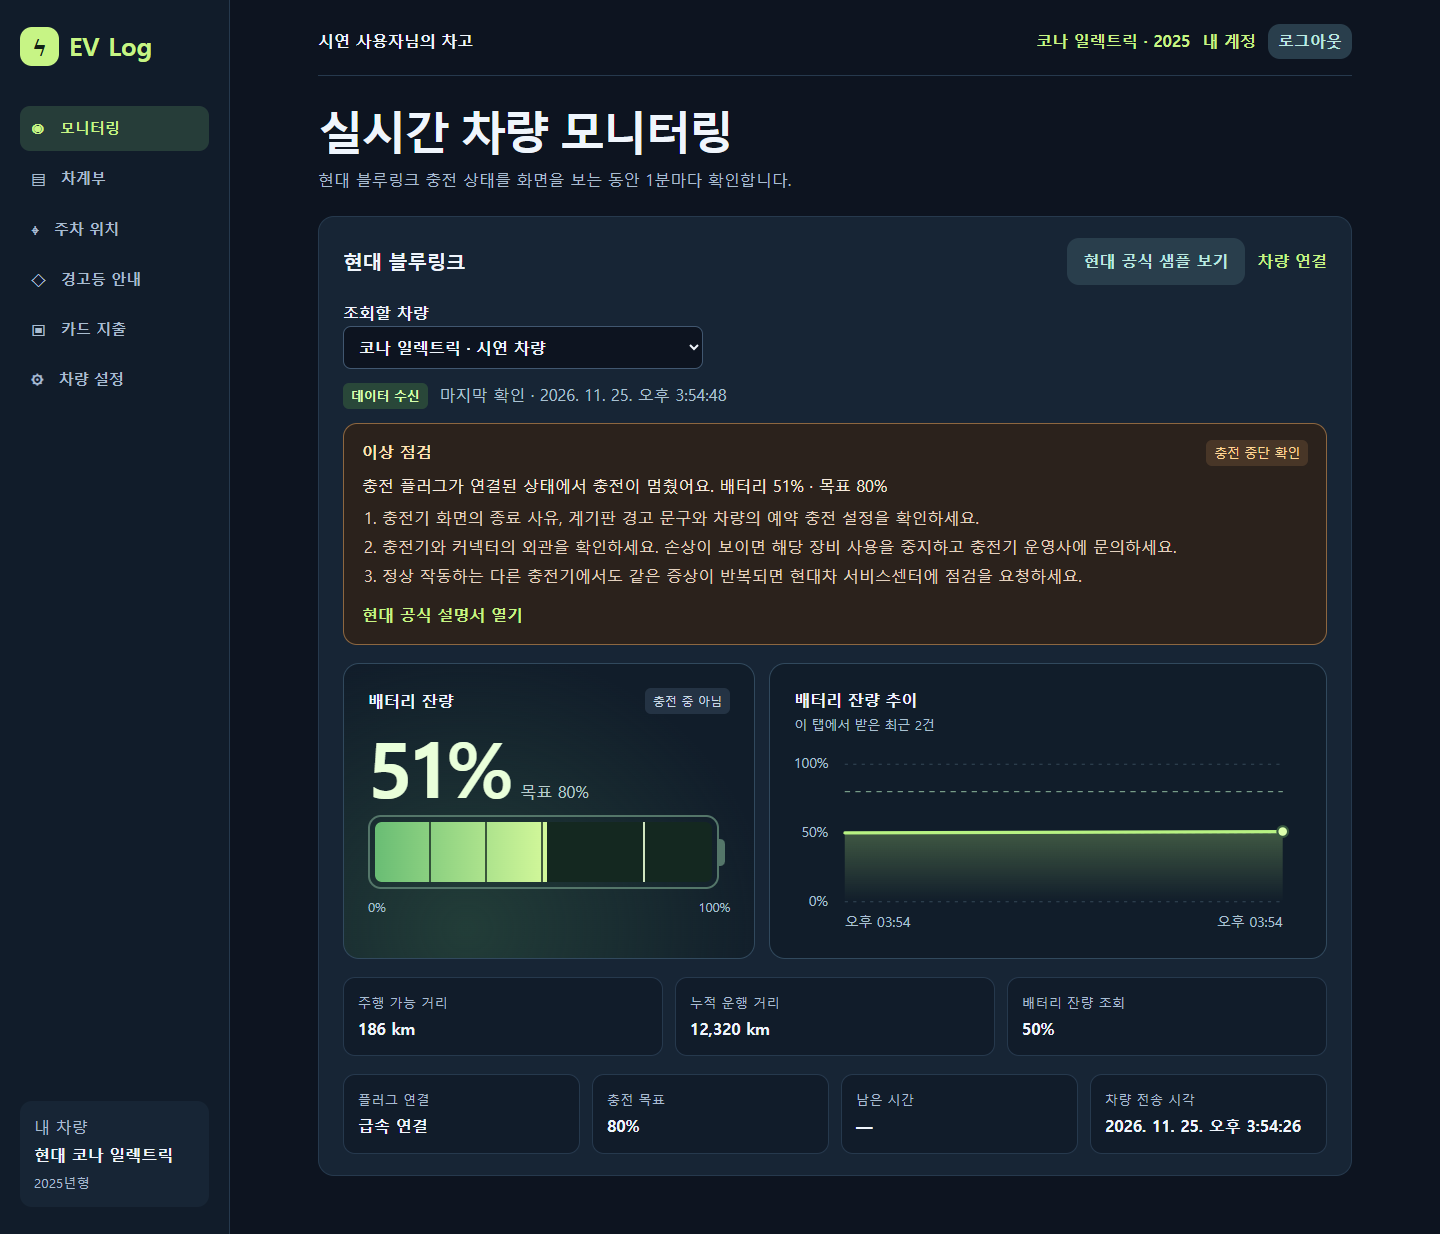 EV Log
모니터링
차계부
주차 위치
경고등 안내
카드 지출
차량 설정
내 차량
현대 코나 일렉트릭
2025년형
시연 사용자님의 차고
코나 일렉트릭 · 2025 내 계정 로그아웃
실시간 차량 모니터링
현대 블루링크 충전 상태를 화면을 보는 동안 1분마다 확인합니다.
현대 블루링크
현대 공식 샘플 보기 차량 연결
조회할 차량
코나 일렉트릭 · 시연 차량
데이터 수신 마지막 확인 · 2026. 11. 25. 오후 3:54:48
이상 점검
충전 중단 확인
충전 플러그가 연결된 상태에서 충전이 멈췄어요. 배터리 51% · 목표 80%
1. 충전기 화면의 종료 사유, 계기판 경고 문구와 차량의 예약 충전 설정을 확인하세요.
2. 충전기와 커넥터의 외관을 확인하세요. 손상이 보이면 해당 장비 사용을 중지하고 충전기 운영사에 문의하세요.
3. 정상 작동하는 다른 충전기에서도 같은 증상이 반복되면 현대차 서비스센터에 점검을 요청하세요.
현대 공식 설명서 열기
배터리 잔량
충전 중 아님
51% 목표 80%
0% 100%
배터리 잔량 추이
이 탭에서 받은 최근 2건
100%
50%
0%
오후 03:54 오후 03:54
주행 가능 거리
186 km
누적 운행 거리
12,320 km
배터리 잔량 조회
50%
플러그 연결
급속 연결
충전 목표
80%
남은 시간
—
차량 전송 시각
2026. 11. 25. 오후 3:54:26